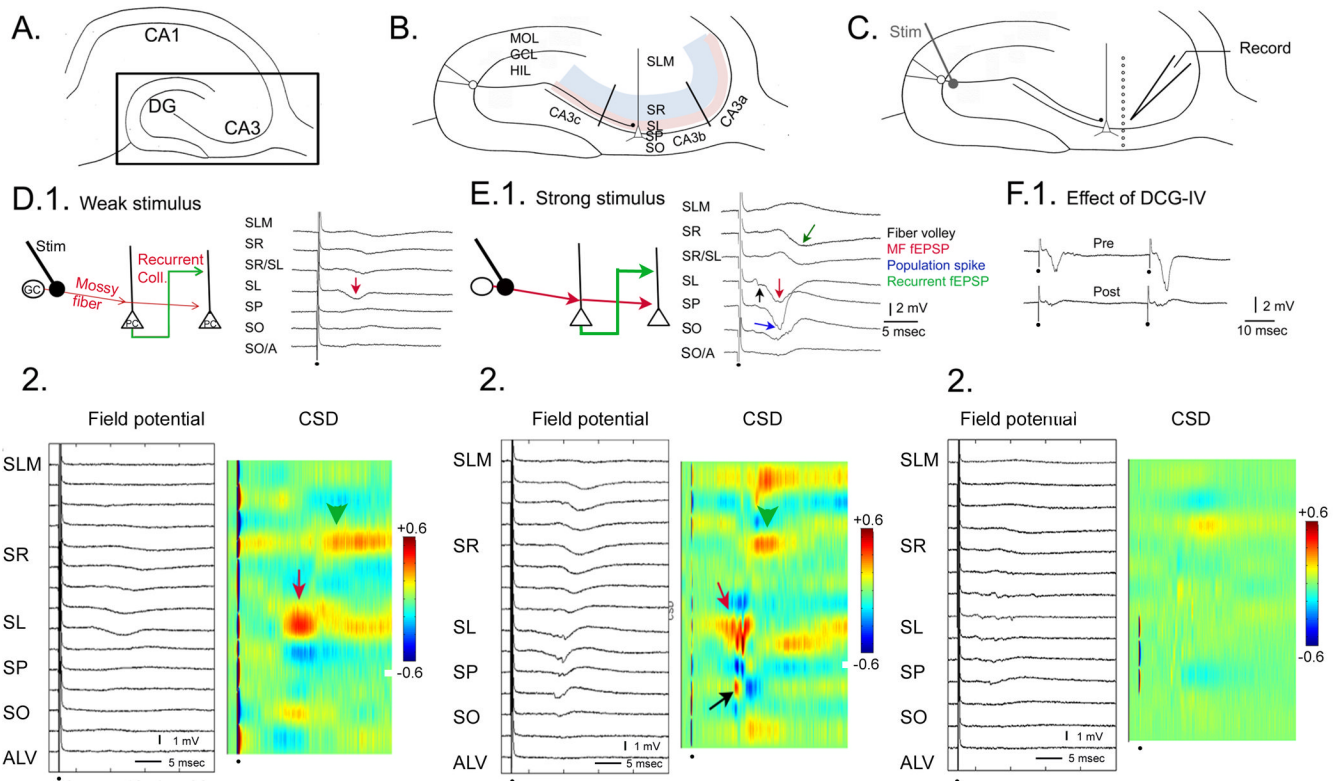 A.
CA1
DG
CA3
B.
MOL
GCL
HIL
SLM
SR
SL
SP
SO
CA3c
CA3b
CA3a
C.
Stim
Record
D.1. Weak stimulus
Stim
GC
Mossy
fiber
Recurrent
Coll.
PC
PC
SLM
SR
SR/SL
SL
SP
SO
SO/A
E.1. Strong stimulus
SLM
SR
SR/SL
SL
SP
SO
SO/A
Fiber volley
MF fEPSP
Population spike
Recurrent fEPSP
2 mV
5 msec
F.1. Effect of DCG-IV
Pre
Post
2 mV
10 msec
2.
Field potential
CSD
SLM
SR
SL
SP
SO
ALV
1 mV
5 msec
+0.6
-0.6
2.
Field potential
CSD
SLM
SR
SL
SP
SO
ALV
1 mV
5 msec
CSD
+0.6
-0.6
2.
Field potential
CSD
SLM
SR
SL
SP
SO
ALV
1 mV
5 msec
+0.6
-0.6